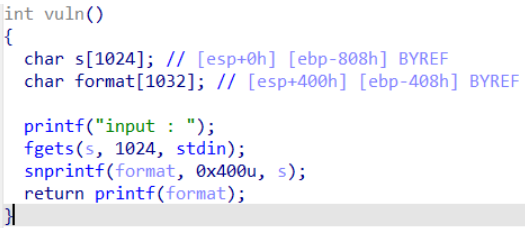 int vuln()
{
  char s[1024]; // [esp+0h] [ebp-808h] BYREF
  char format[1032]; // [esp+400h] [ebp-408h] BYREF

  printf("input : ");
  fgets(s, 1024, stdin);
  snprintf(format, 0x400u, s);
  return printf(format);
}